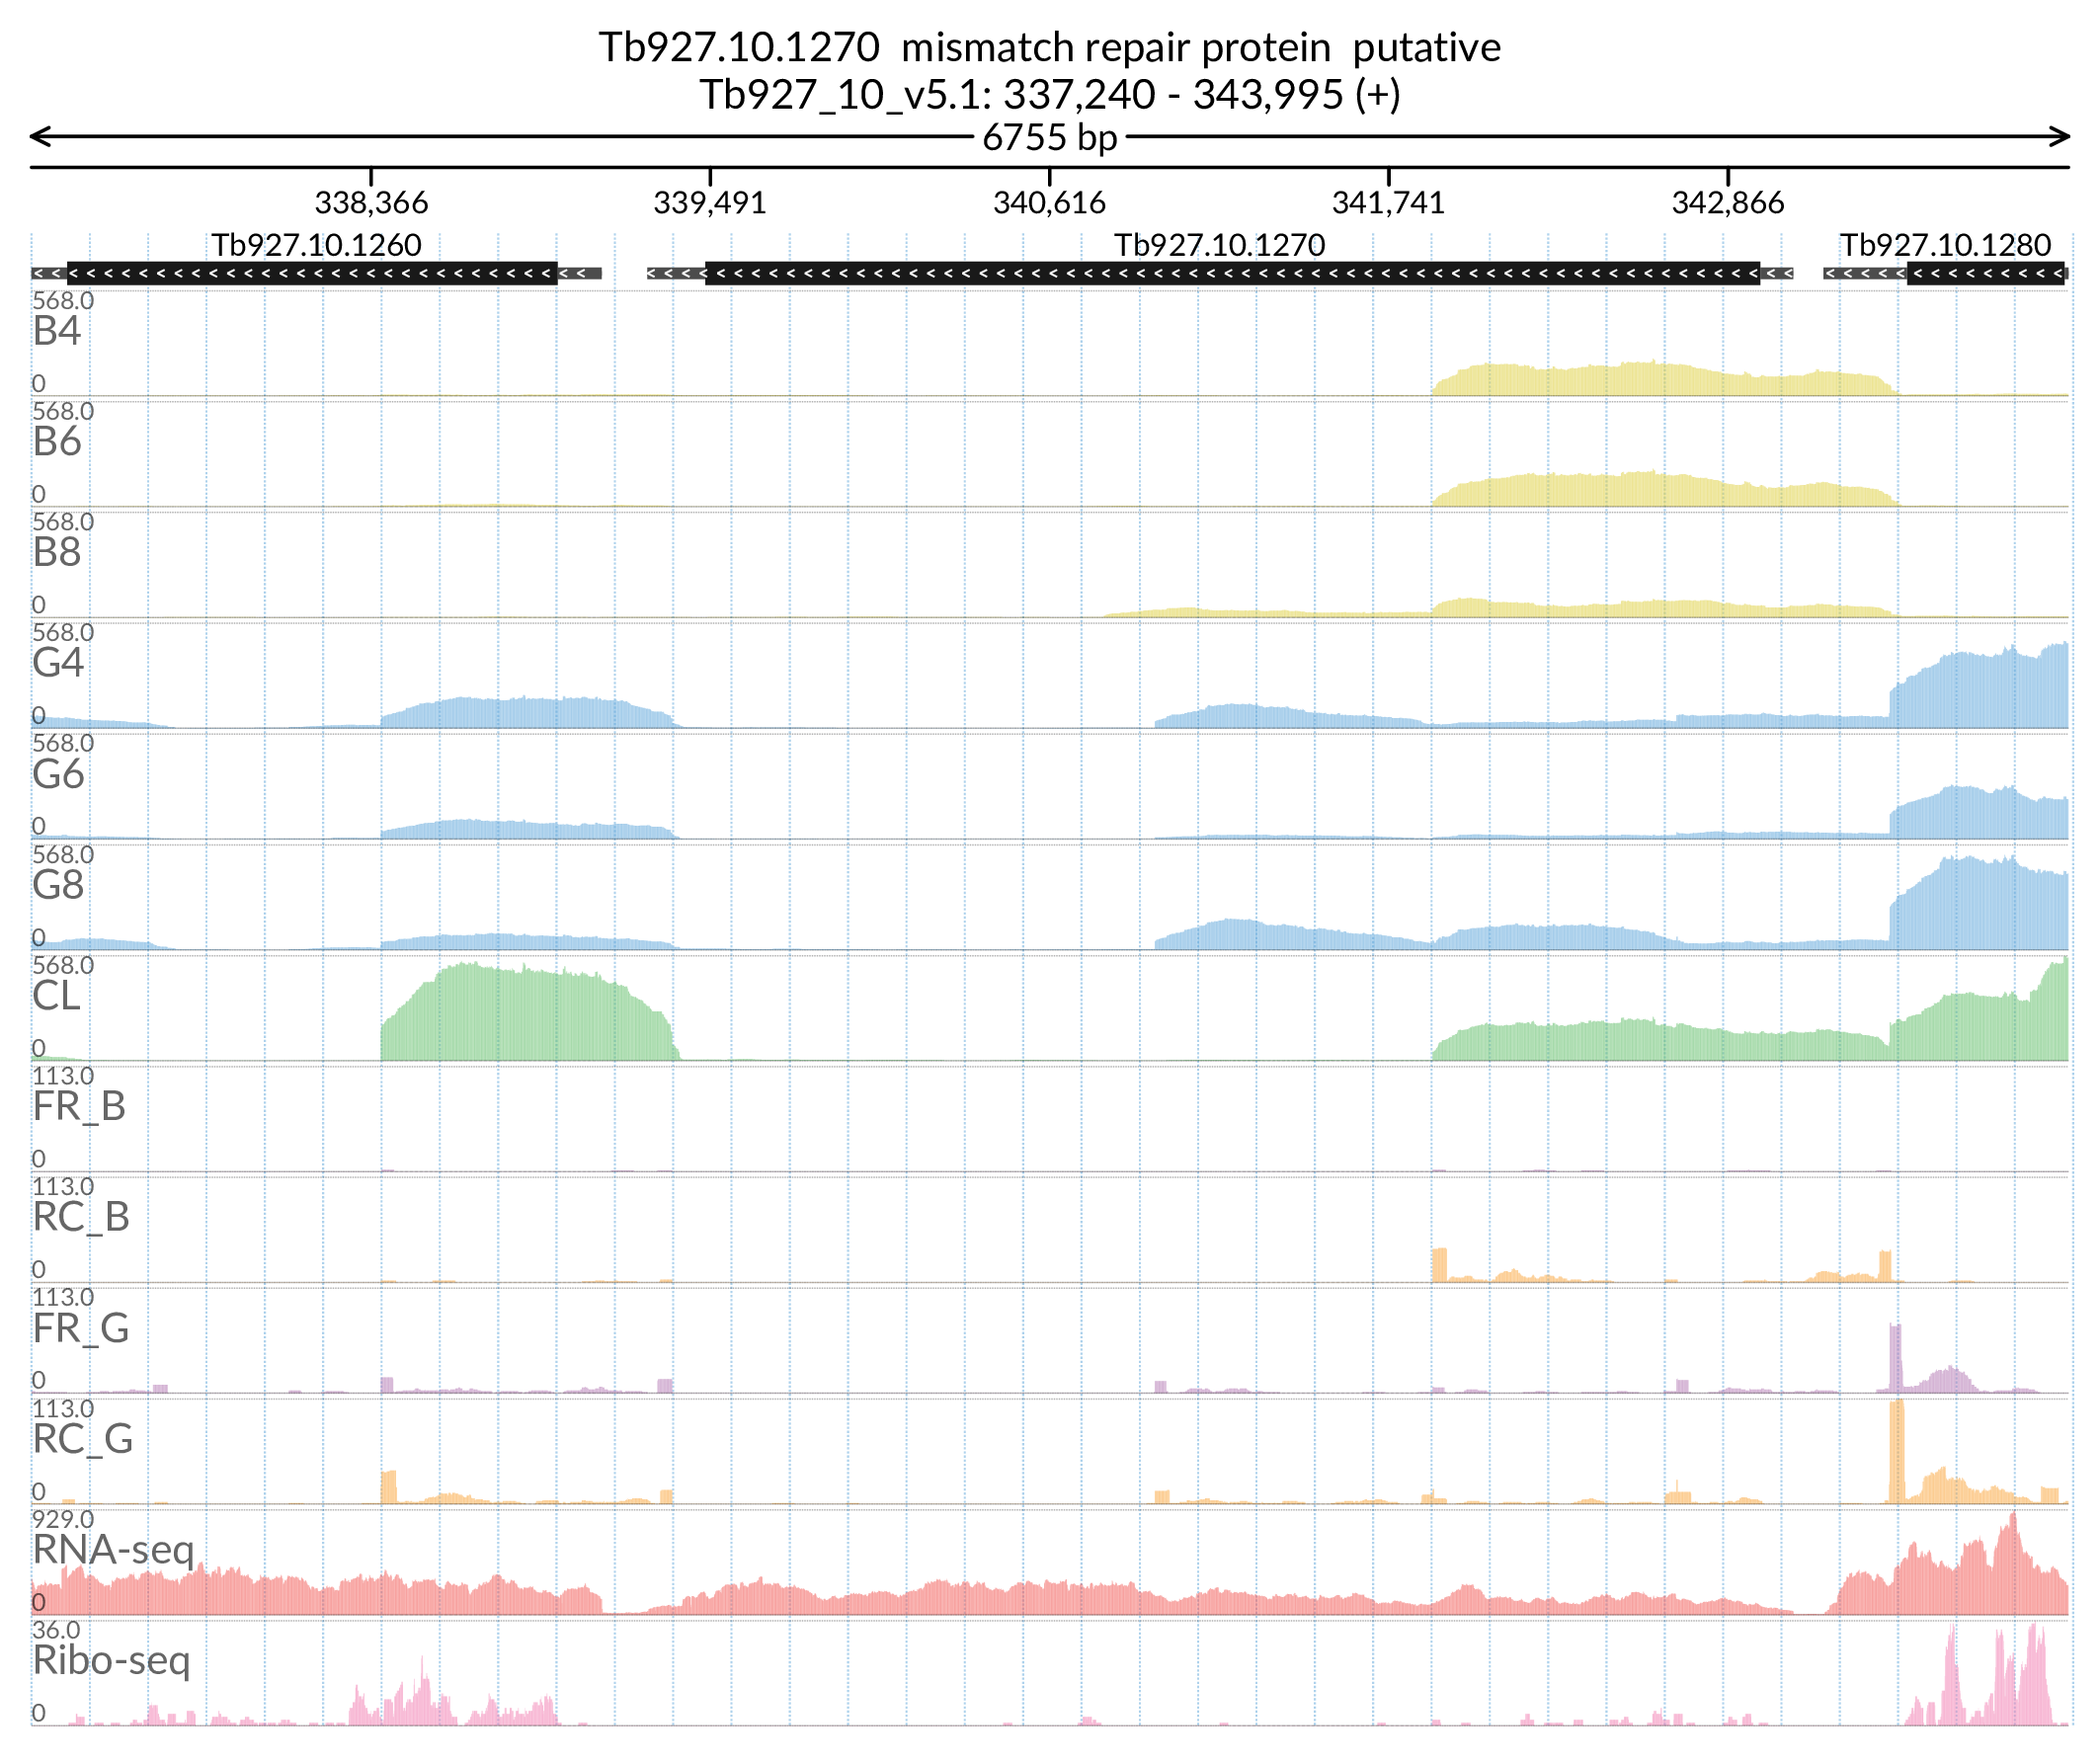 Tb927.10.1270 mismatch repair protein putative
Tb927_10_v5.1: 337,240 - 343,995 (+)
6755 bp
338,366 339,491 340,616 341,741 342,866
Tb927.10.1260 Tb927.10.1270 Tb927.10.1280
568.0
B4
0
568.0
B6
0
568.0
B8
0
568.0
G4
0
568.0
G6
0
568.0
G8
0
568.0
CL
0
113.0
FR_B
0
113.0
RC_B
0
113.0
FR_G
0
113.0
RC_G
0
929.0
RNA-seq
0
36.0
Ribo-seq
0